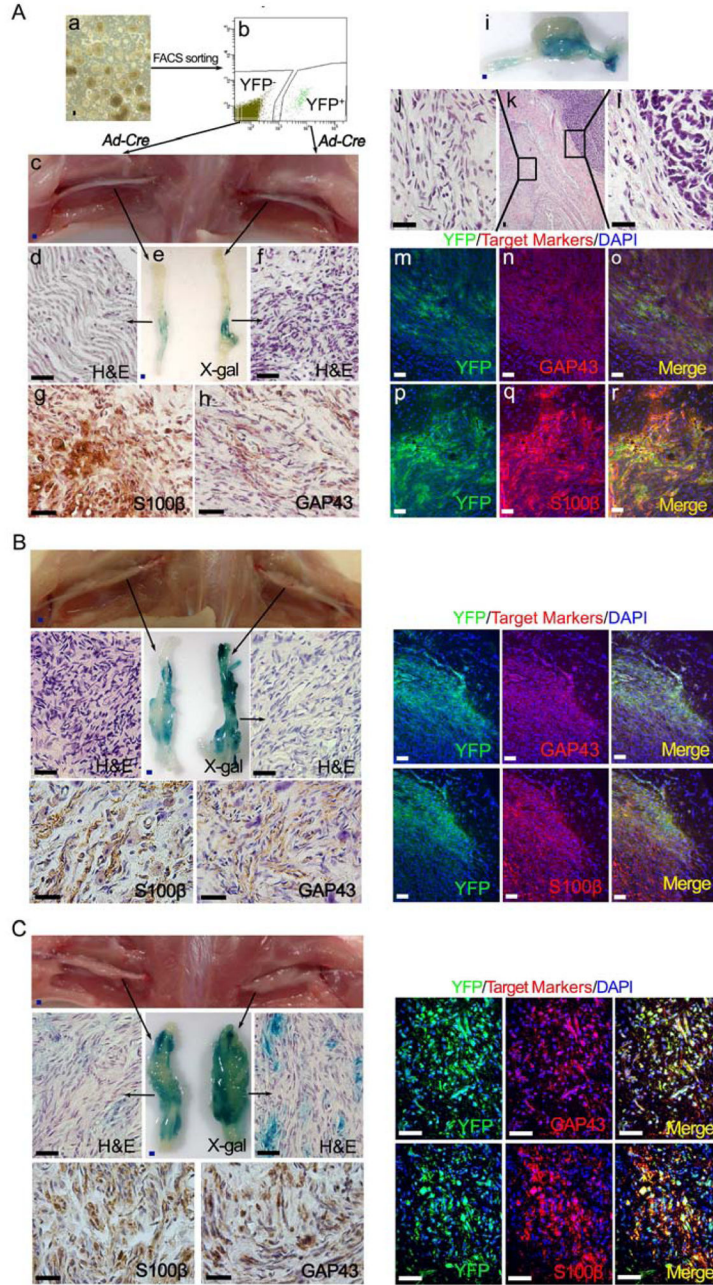 A
a
FACS sorting
b
YFP-
YFP+
Ad-Cre
Ad-Cre
c
d
H&E
e
X-gal
f
H&E
g
S100β
h
GAP43
i
j
k
l
YFP/Target Markers/DAPI
m
YFP
n
GAP43
o
Merge
p
YFP
q
S100β
r
Merge
B
H&E
X-gal
H&E
S100β
GAP43
YFP/Target Markers/DAPI
YFP
GAP43
Merge
YFP
S100β
Merge
C
H&E
X-gal
H&E
S100β
GAP43
YFP/Target Markers/DAPI
YFP
GAP43
Merge
YFP
S100β
Merge